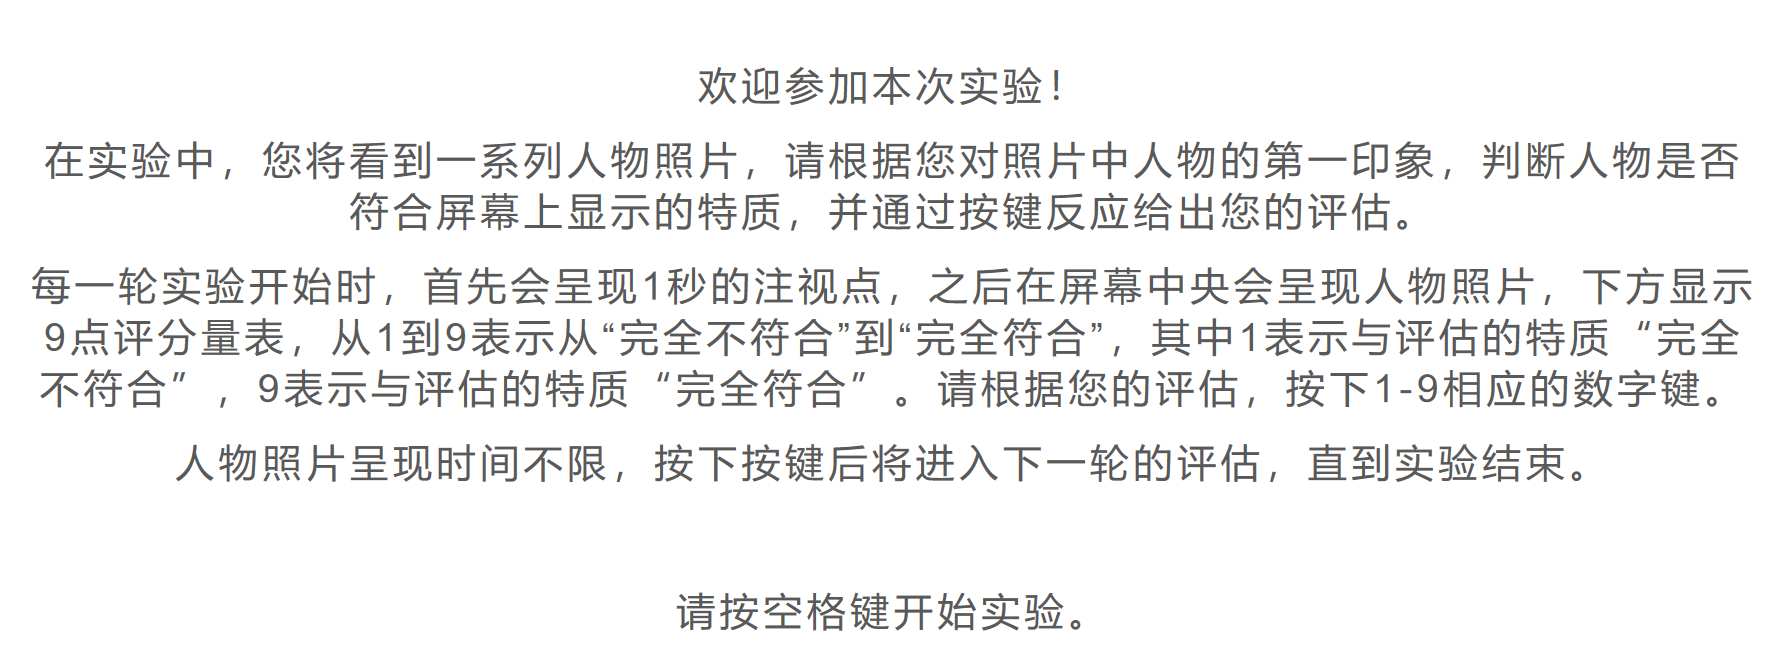 欢迎参加本次实验！
在实验中，您将看到一系列人物照片，请根据您对照片中人物的第一印象，判断人物是否
符合屏幕上显示的特质，并通过按键反应给出您的评估。
每一轮实验开始时，首先会呈现1秒的注视点，之后在屏幕中央会呈现人物照片，下方显示
9点评分量表，从1到9表示从“完全不符合”到“完全符合”，其中1表示与评估的特质“完全
不符合”，9表示与评估的特质“完全符合”。请根据您的评估，按下1-9相应的数字键。
人物照片呈现时间不限，按下按键后将进入下一轮的评估，直到实验结束。
请按空格键开始实验。